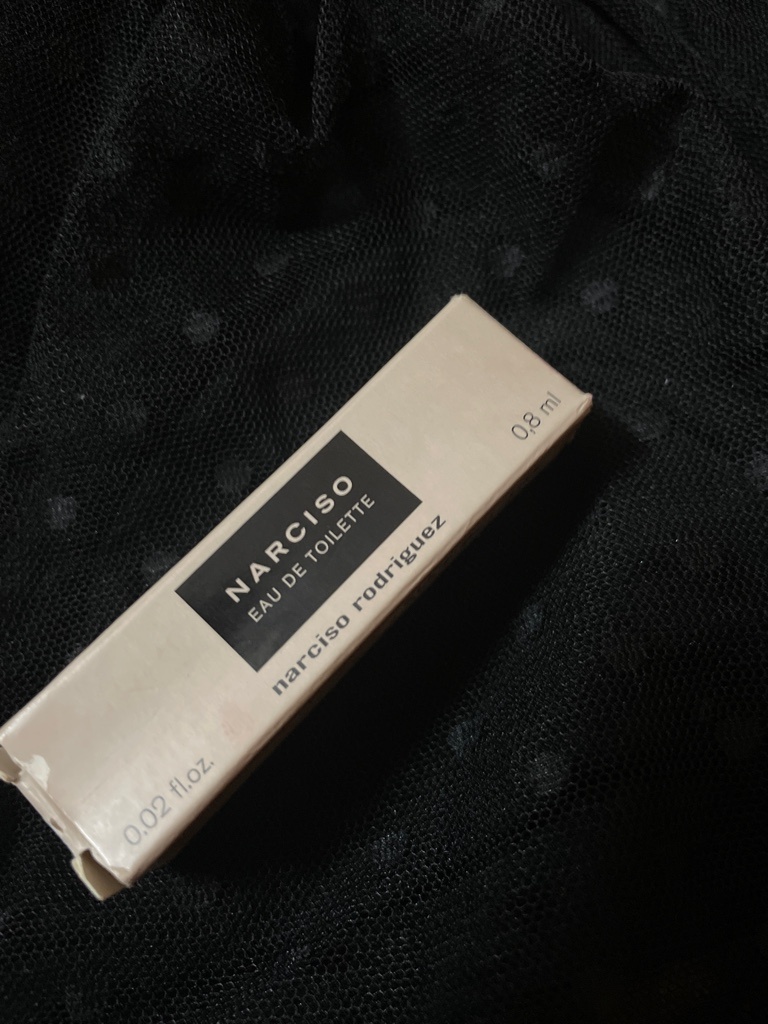 NARCISO
EAU DE TOILETTE
narciso rodriguez
0,02 fl.oz.
0,8 ml